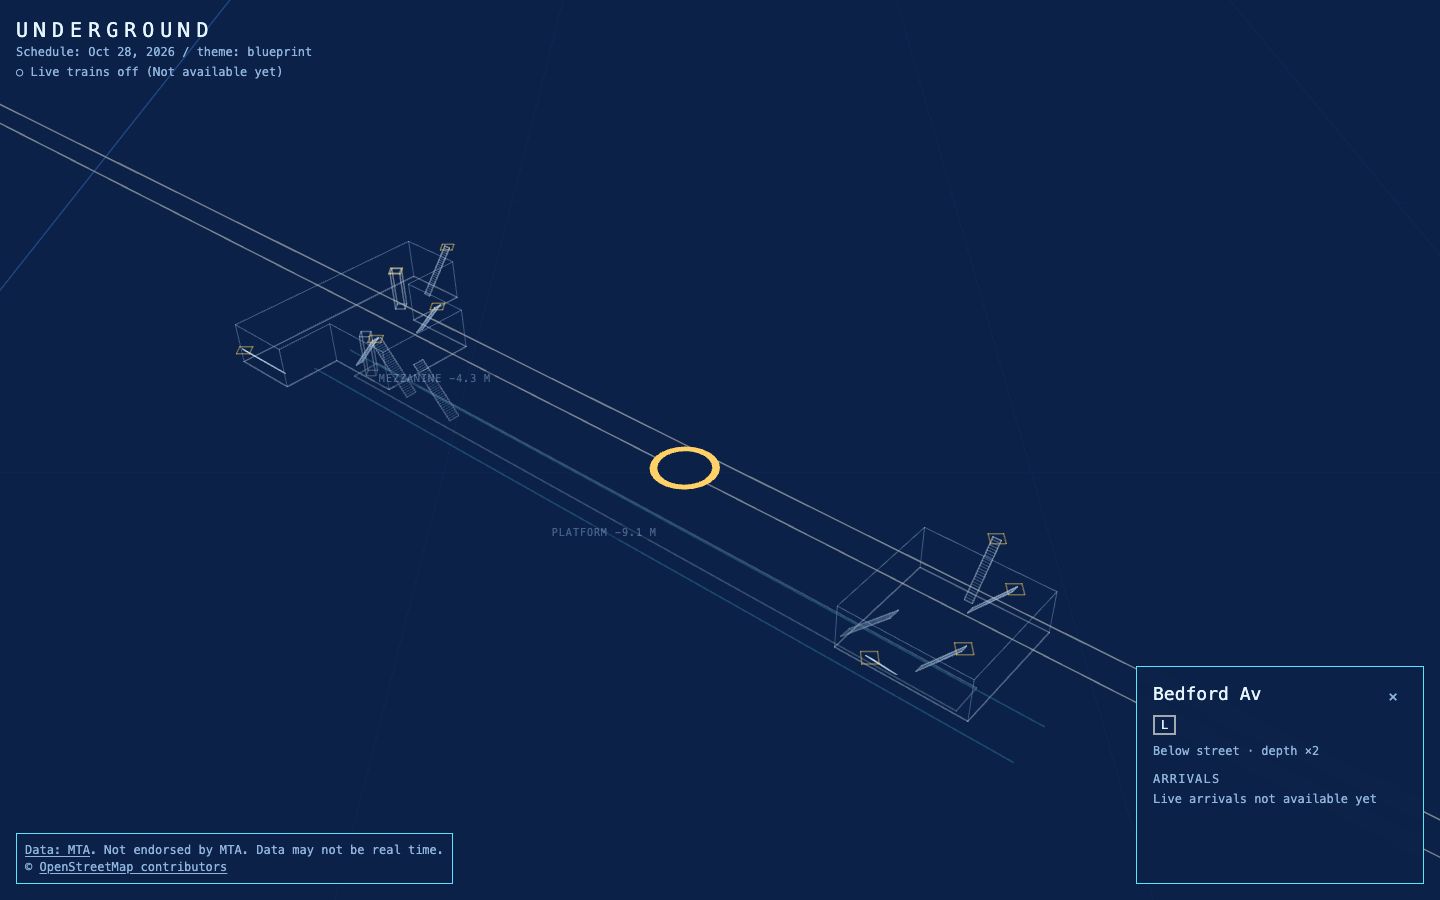 UNDERGROUND
Schedule: Oct 28, 2026 / theme: blueprint
○ Live trains off (Not available yet)
MEZZANINE −4.3 M
PLATFORM −9.1 M
Bedford Av ×
L
Below street · depth ×2
ARRIVALS
Live arrivals not available yet
Data: MTA. Not endorsed by MTA. Data may not be real time.
© OpenStreetMap contributors